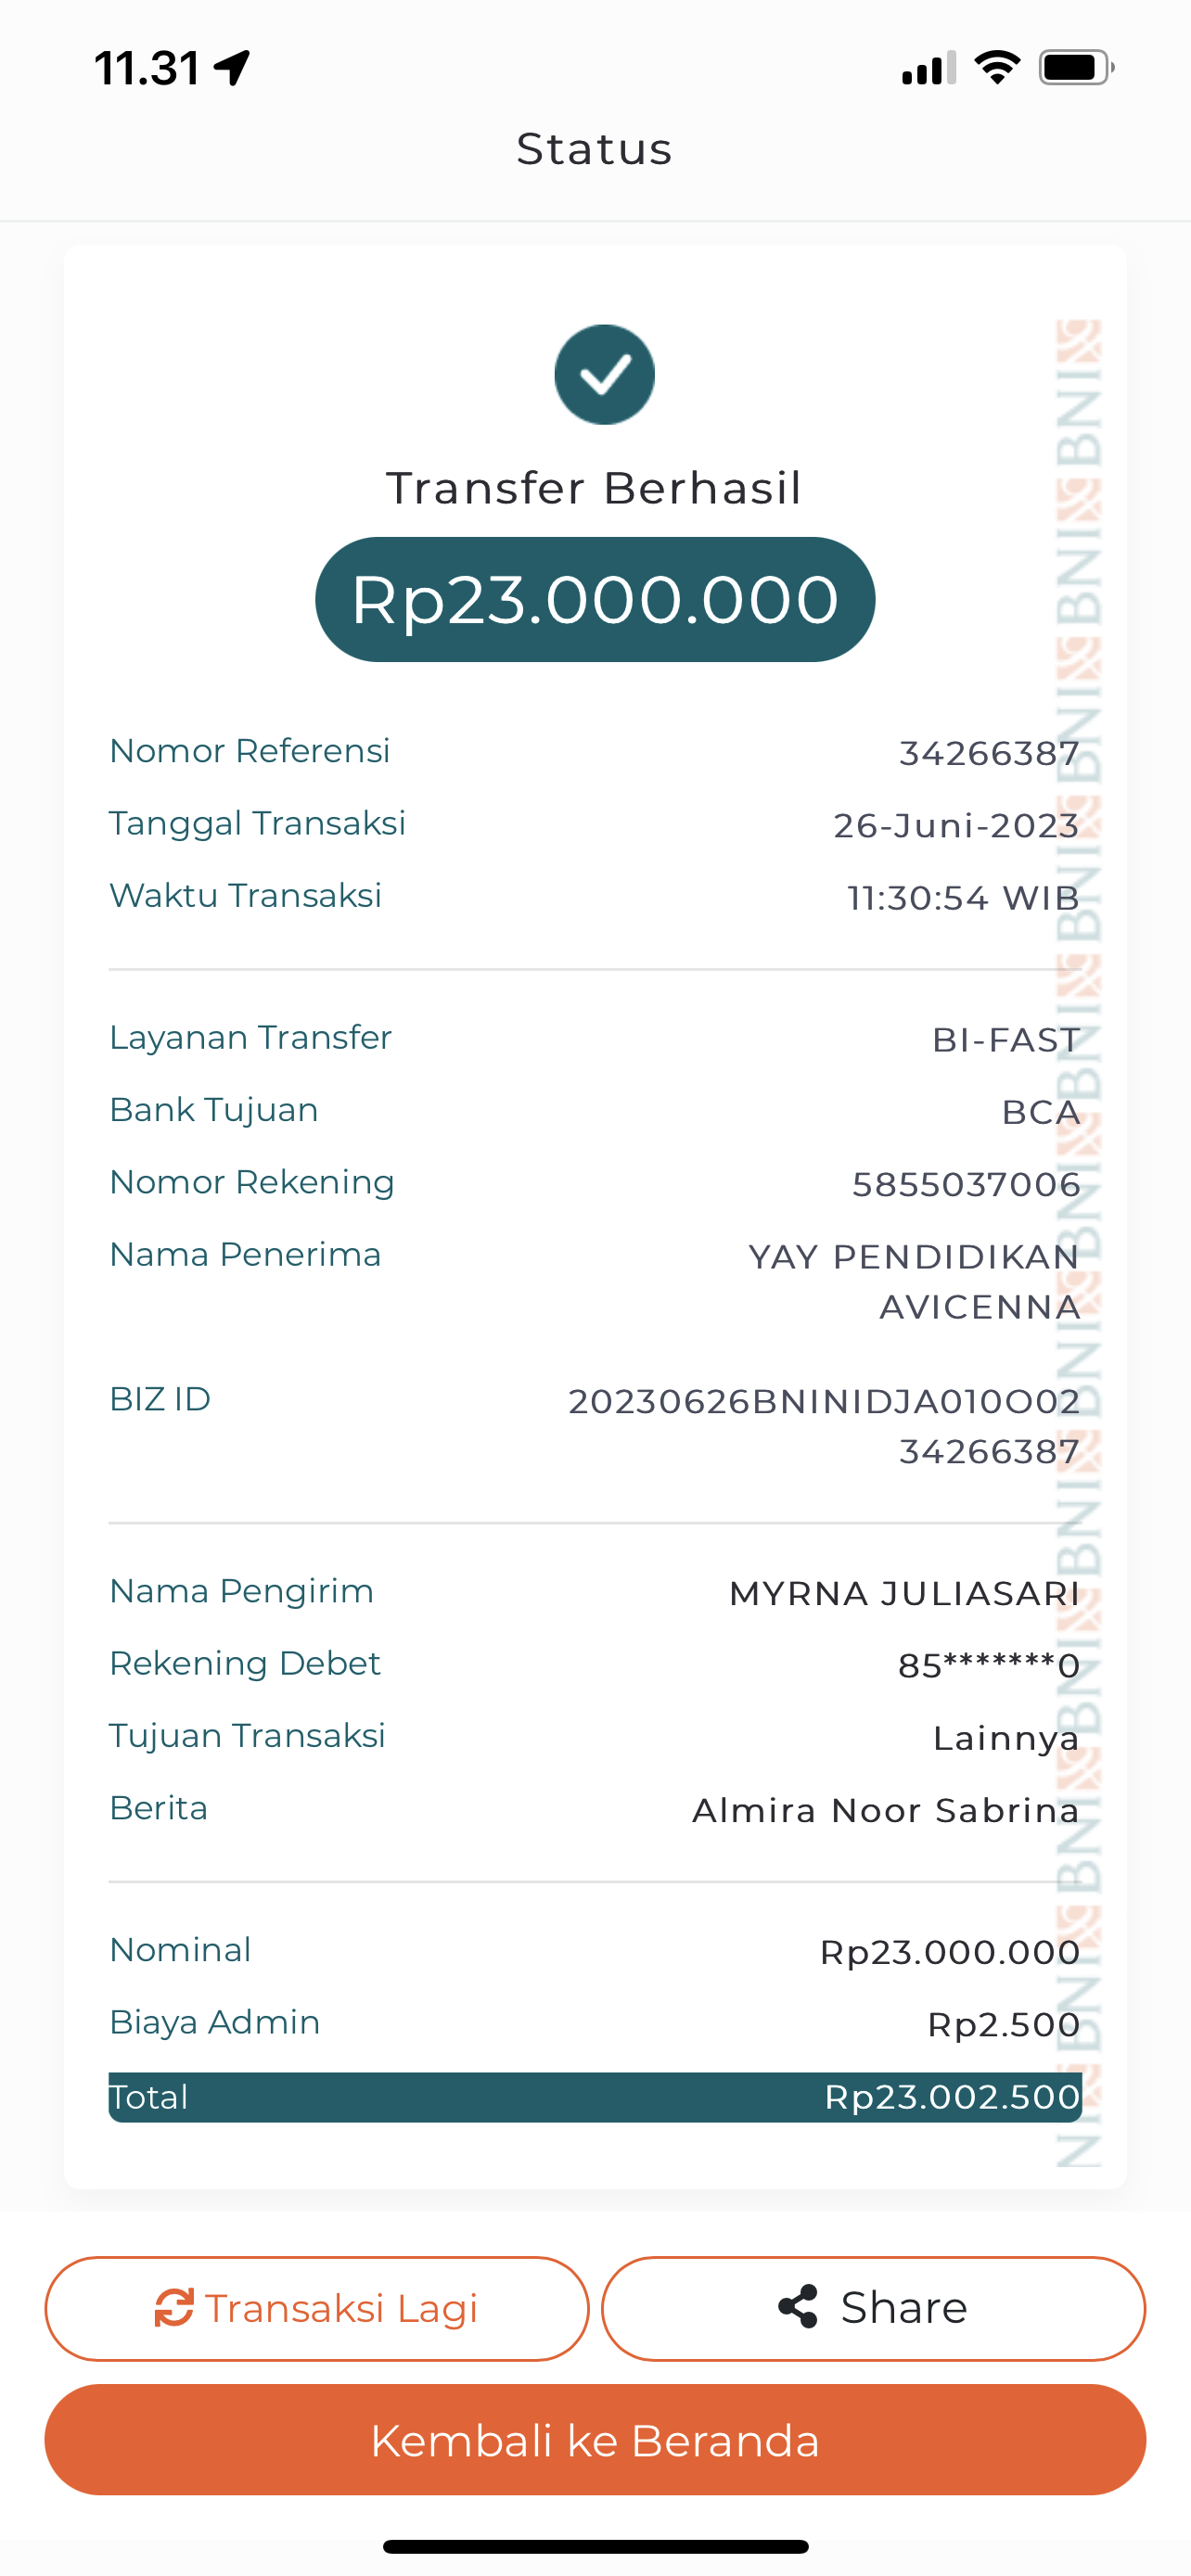 11.31
Status
Transfer Berhasil
Rp23.000.000
Nomor Referensi 34266387
Tanggal Transaksi 26-Juni-2023
Waktu Transaksi 11:30:54 WIB
Layanan Transfer BI-FAST
Bank Tujuan BCA
Nomor Rekening 5855037006
Nama Penerima YAY PENDIDIKAN
AVICENNA
BIZ ID 20230626BNINIDJA010O02
34266387
Nama Pengirim MYRNA JULIASARI
Rekening Debet 85*******0
Tujuan Transaksi Lainnya
Berita Almira Noor Sabrina
Nominal Rp23.000.000
Biaya Admin Rp2.500
Total Rp23.002.500
BNI BNI BNI BNI BNI BNI BNI BNI BNI BNI BNI NI
Transaksi Lagi
Share
Kembali ke Beranda